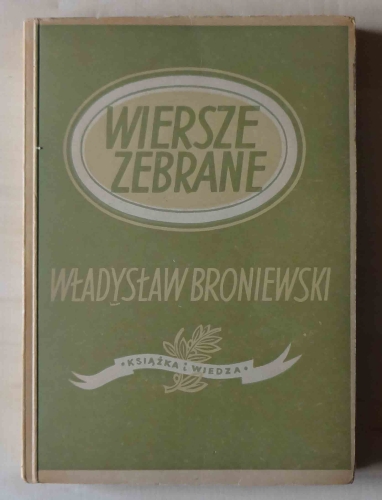 WIERSZE
ZEBRANE
WŁADYSŁAW BRONIEWSKI
• KSIĄŻKA i WIEDZA •